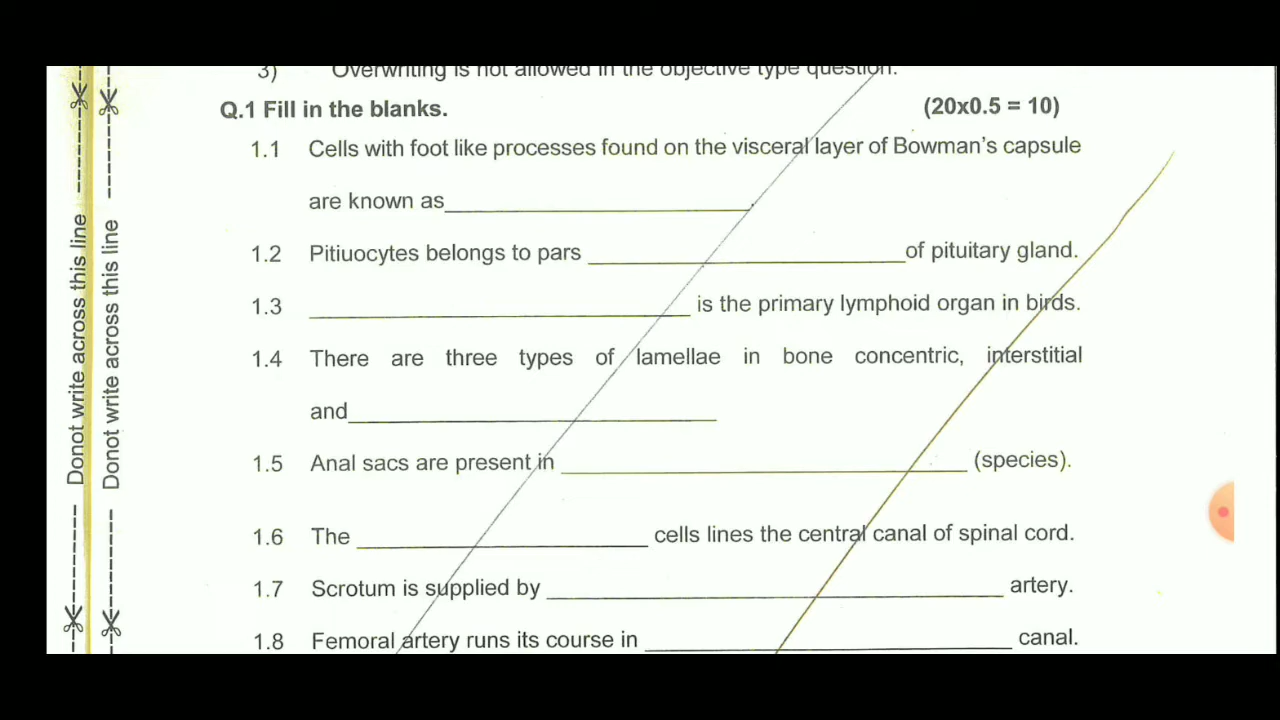 3) Overwriting is not allowed in the objective type question.
Q.1 Fill in the blanks. (20x0.5 = 10)
1.1 Cells with foot like processes found on the visceral layer of Bowman's capsule
are known as
1.2 Pitiuocytes belongs to pars of pituitary gland.
1.3 is the primary lymphoid organ in birds.
1.4 There are three types of lamellae in bone concentric, interstitial
and
1.5 Anal sacs are present in (species).
1.6 The cells lines the central canal of spinal cord.
1.7 Scrotum is supplied by artery.
1.8 Femoral artery runs its course in canal.
Donot write across this line
Donot write across this line